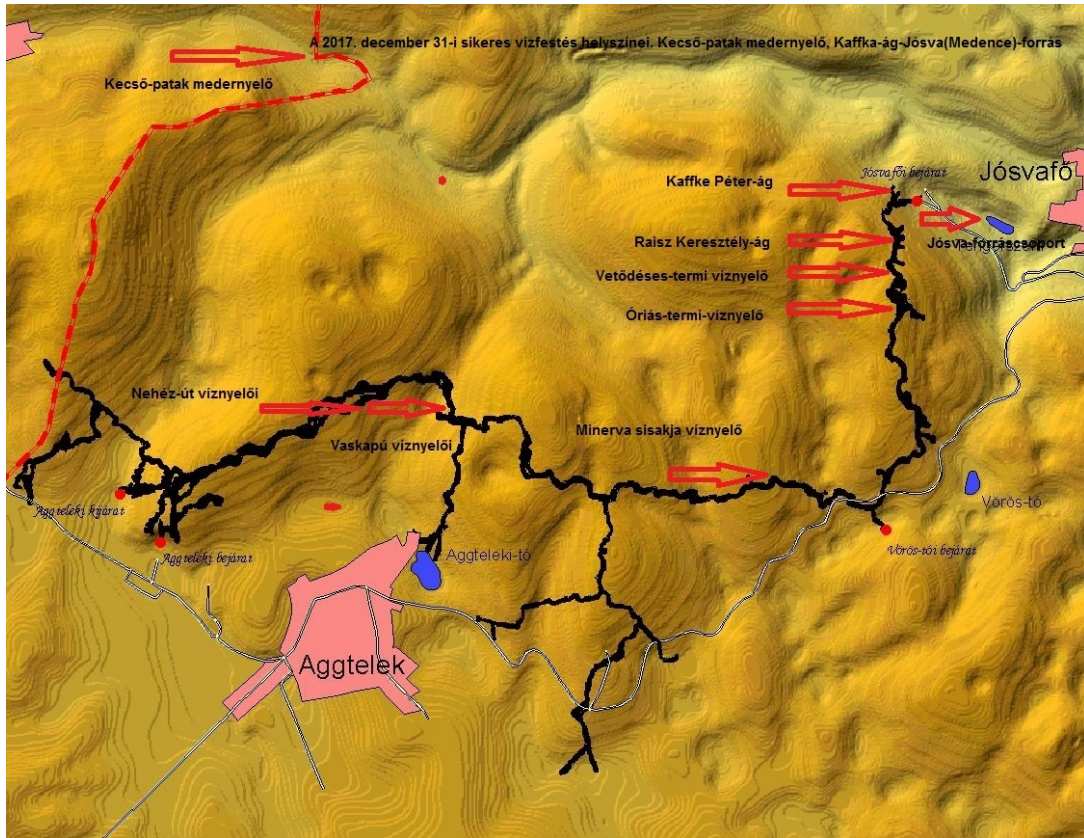 A 2017. december 31-i sikeres vízfestés helyszínei. Kecső-patak medernyelő, Kaffka-ág-Jósva(Medence)-forrás
Kecső-patak medernyelő
Jósvafő
Jósvafői bejárat
Kaffke Péter-ág
Raisz Keresztély-ág
Jósva-forráscsoport
Vetődéses-termi víznyelő
Óriás-termi-víznyelő
Nehéz-út víznyelői
Vaskapú víznyelői
Minerva sisakja víznyelő
Aggteleki kijárat
Vörös-tó
Aggteleki bejárat
Aggteleki-tó
Vörös-tói bejárat
Aggtelek